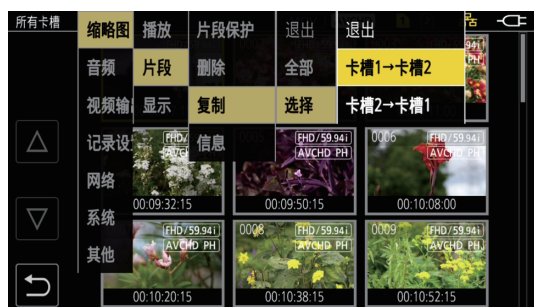 所有卡槽
缩略图 播放 片段保护 退出 退出
音频 片段 删除 全部 卡槽1→卡槽2
视频输 显示 复制 选择 卡槽2→卡槽1
记录设 信息
网络
系统
其他
FHD/
AVC
0005
FHD/59.94i
AVCHD PH
0006
FHD/59.94i
AVCHD PH
00:09:32:15
00:09:50:15
00:10:08:00
FHD/59.94i
AVCHD PH
0008
FHD/59.94i
AVCHD PH
0009
FHD/59.94i
AVCHD PH
00:10:20:15
00:10:38:15
00:10:52:15